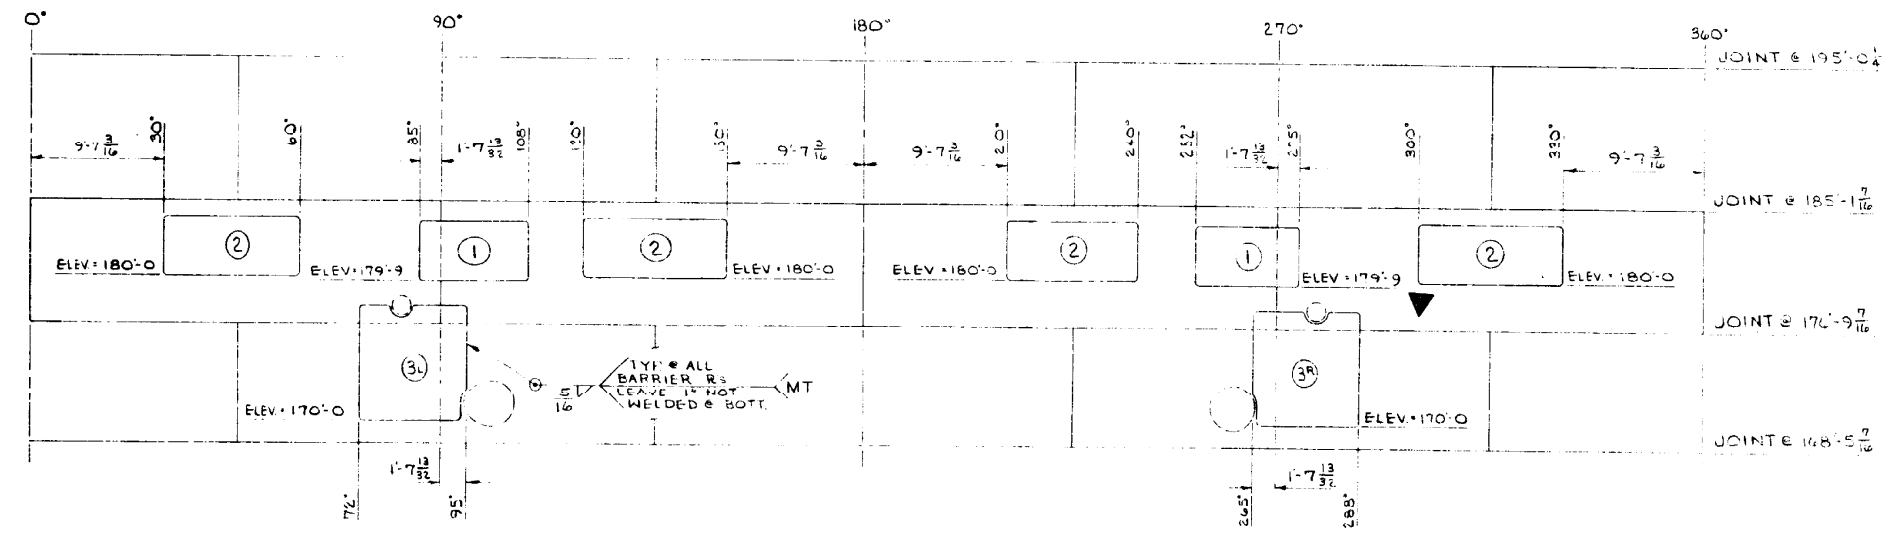 0°
90°
180°
270°
360°
JOINT @ 195'-0 1/4
9'-7 3/16
30°
60°
85°
1'-7 13/32
108°
120°
150°
9'-7 3/16
9'-7 3/16
210°
240°
252°
1'-7 13/32
275°
300°
330°
9'-7 3/16
JOINT @ 185'-1 7/16
2
1
2
2
1
2
ELEV. = 180'-0
ELEV = 179'-9
ELEV = 180'-0
ELEV = 180'-0
ELEV = 179'-9
ELEV. = 180'-0
JOINT @ 176'-9 7/16
3L
5/16
TYP. @ ALL
BARRIER PLS
LEAVE 1" NOT
WELDED @ BOTT.
MT
3R
ELEV. = 170'-0
ELEV. = 170'-0
JOINT @ 168'-5 7/16
1'-7 13/32
1'-7 13/32
72°
95°
265°
288°